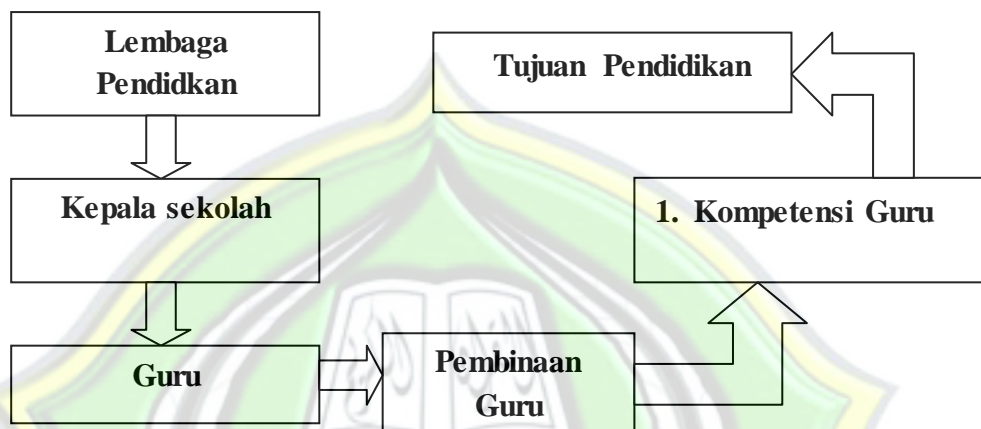 Lembaga
Pendidkan
Tujuan Pendidikan
Kepala sekolah
1. Kompetensi Guru
Guru
Pembinaan
Guru